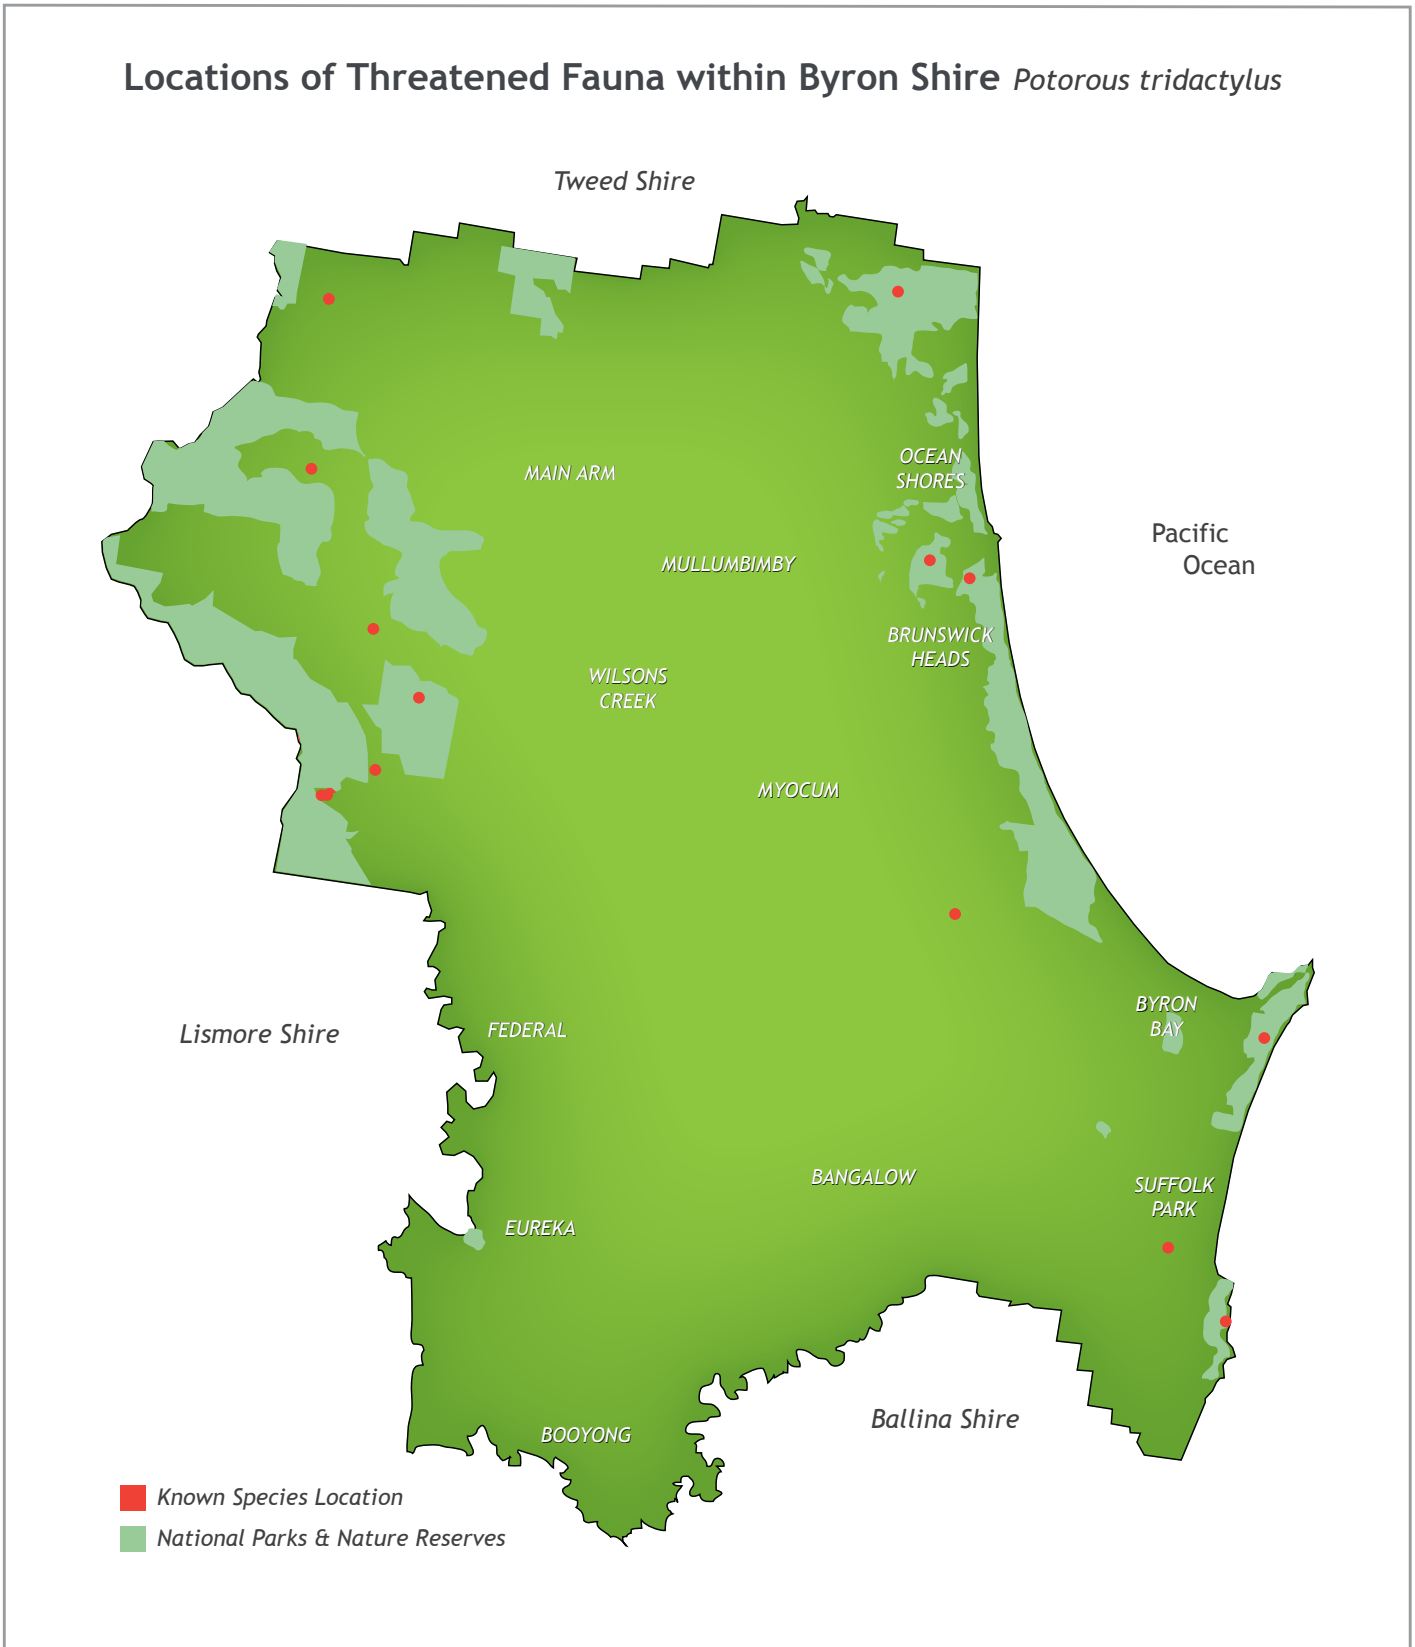 Locations of Threatened Fauna within Byron Shire Potorous tridactylus
Tweed Shire
OCEAN
SHORES
MAIN ARM
Pacific
Ocean
MULLUMBIMBY
BRUNSWICK
HEADS
WILSONS
CREEK
MYOCUM
BYRON
BAY
Lismore Shire
FEDERAL
BANGALOW
SUFFOLK
PARK
EUREKA
Ballina Shire
BOOYONG
Known Species Location
National Parks & Nature Reserves